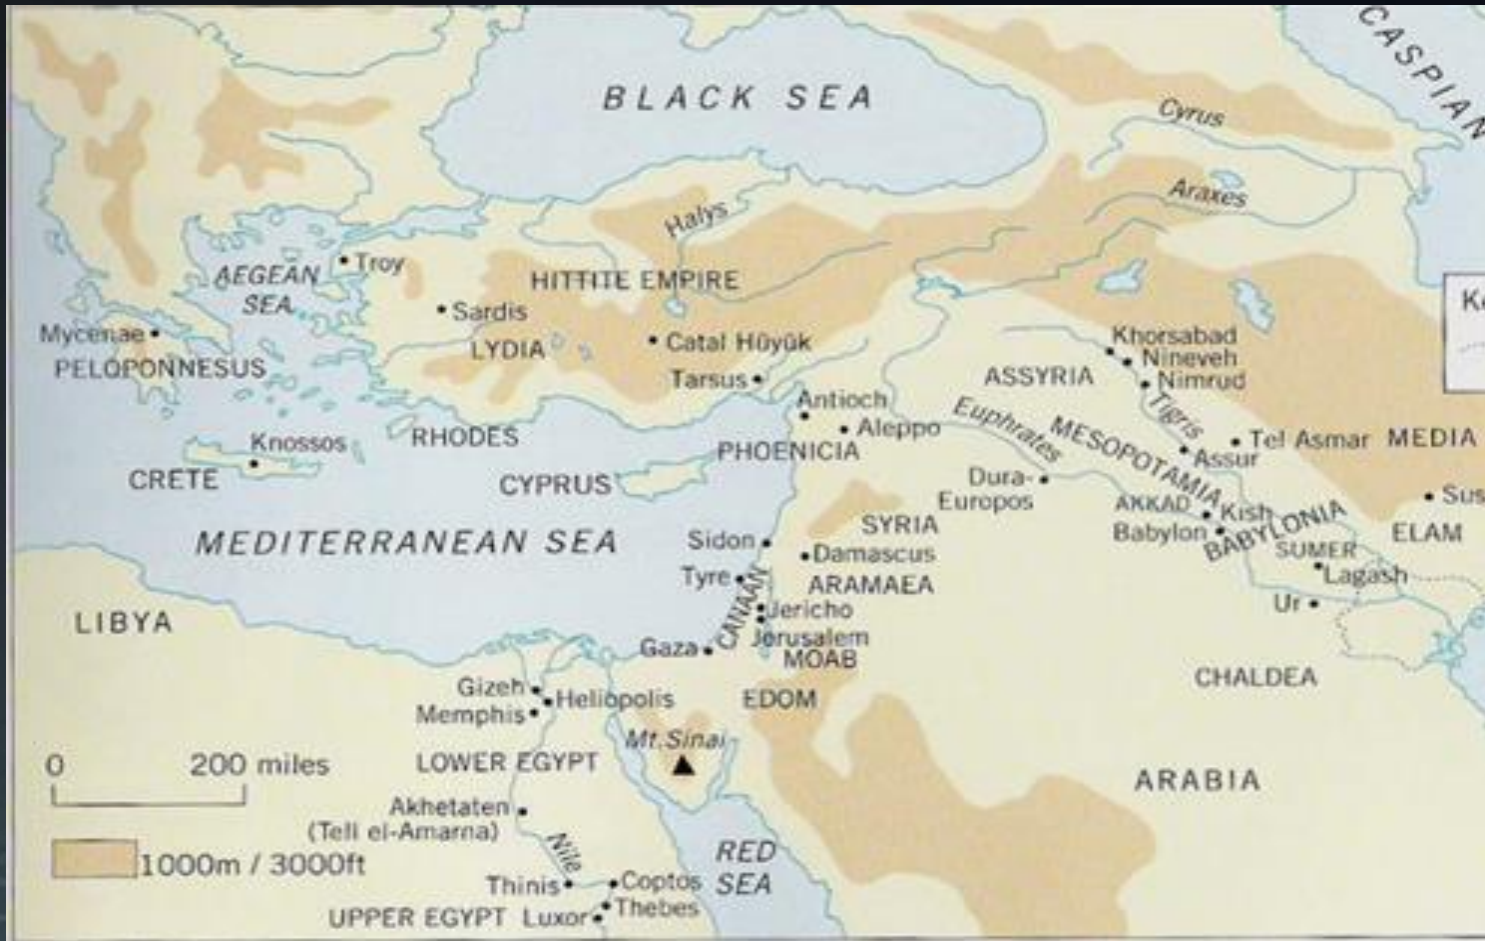 BLACK SEA
CASPIAN
Cyrus
Araxes
Halys
AEGEAN
SEA
Troy
HITTITE EMPIRE
Sardis
Mycenae
PELOPONNESUS
LYDIA
Catal Hüyük
Tarsus
Khorsabad
Nineveh
Nimrud
ASSYRIA
Tigris
Antioch
Aleppo
Euphrates
MESOPOTAMIA
Tel Asmar
MEDIA
Assur
Knossos
RHODES
CRETE
CYPRUS
PHOENICIA
Dura-
Europos
AKKAD
Kish
Babylon
BABYLONIA
Sus
ELAM
SUMER
Lagash
Ur
MEDITERRANEAN SEA
SYRIA
Sidon
Damascus
Tyre
ARAMAEA
CANAAN
Jericho
Jerusalem
Gaza
MOAB
LIBYA
CHALDEA
Gizeh
Heliopolis
Memphis
EDOM
Mt. Sinai
LOWER EGYPT
ARABIA
0 200 miles
Akhetaten
(Tell el-Amarna)
Nile
1000m / 3000ft
RED
SEA
Thinis
Coptos
Thebes
UPPER EGYPT Luxor